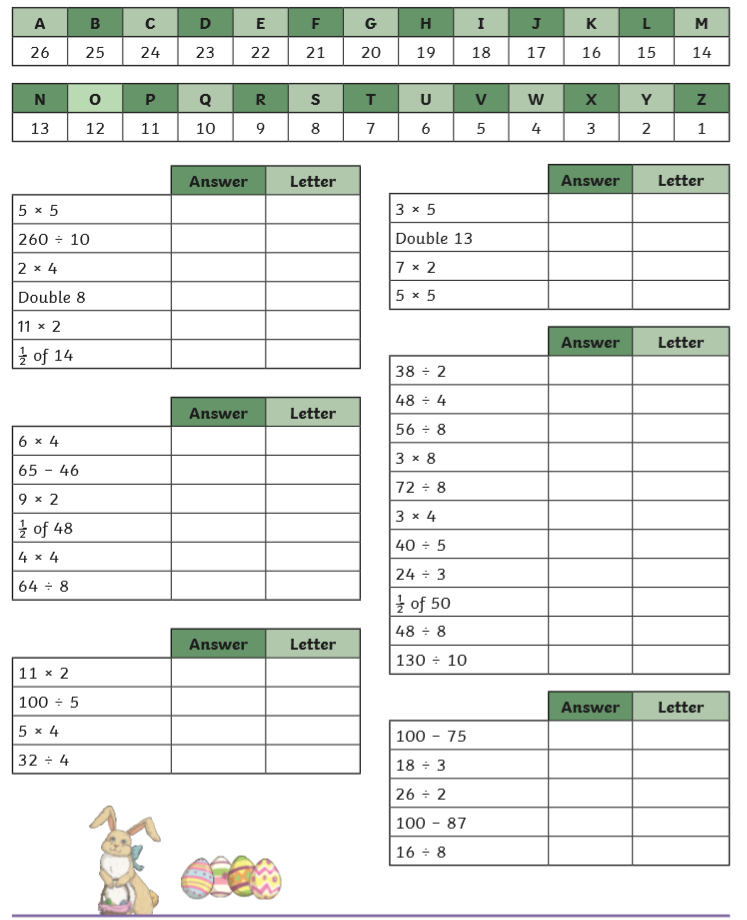 A B C D E F G H I J K L M
26 25 24 23 22 21 20 19 18 17 16 15 14
N O P Q R S T U V W X Y Z
13 12 11 10 9 8 7 6 5 4 3 2 1
Answer Letter
5 × 5
260 ÷ 10
2 × 4
Double 8
11 × 2
½ of 14
Answer Letter
6 × 4
65 − 46
9 × 2
½ of 48
4 × 4
64 ÷ 8
Answer Letter
11 × 2
100 ÷ 5
5 × 4
32 ÷ 4
Answer Letter
3 × 5
Double 13
7 × 2
5 × 5
Answer Letter
38 ÷ 2
48 ÷ 4
56 ÷ 8
3 × 8
72 ÷ 8
3 × 4
40 ÷ 5
24 ÷ 3
½ of 50
48 ÷ 8
130 ÷ 10
Answer Letter
100 − 75
18 ÷ 3
26 ÷ 2
100 − 87
16 ÷ 8